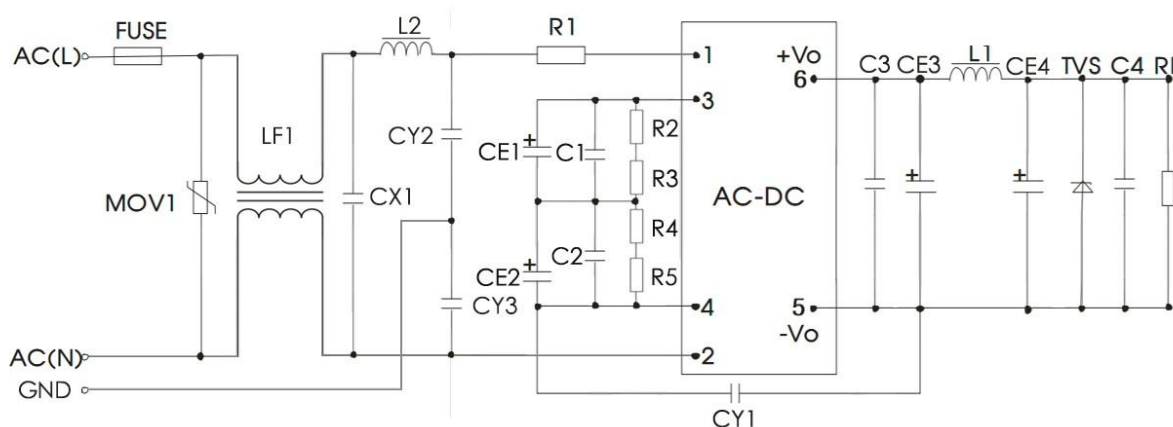 FUSE
AC(L)
MOV1
LF1
CX1
L2
CY2
CY3
R1
CE1
C1
R2
R3
CE2
C2
R4
R5
1
3
4
2
AC-DC
+Vo
6
5
-Vo
C3
CE3
L1
CE4
TVS
C4
AC(N)
GND
CY1
+
+
+
+